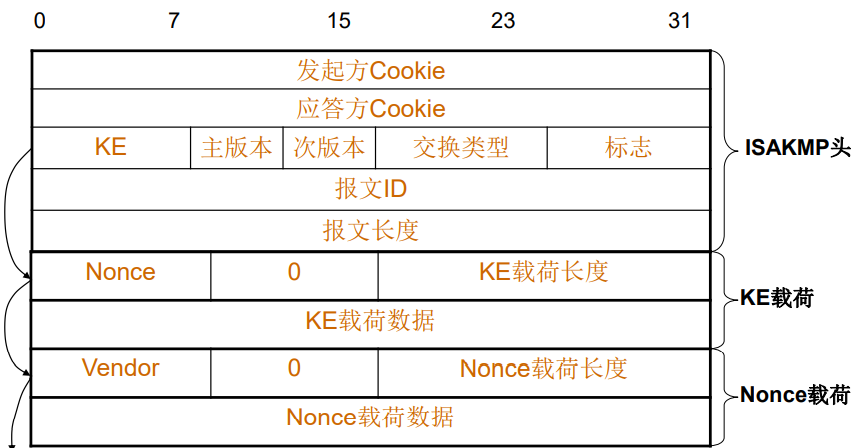 0 7 15 23 31
发起方Cookie
应答方Cookie
KE 主版本 次版本 交换类型 标志
ISAKMP头
报文ID
报文长度
Nonce 0 KE载荷长度
KE载荷
KE载荷数据
Vendor 0 Nonce载荷长度
Nonce载荷
Nonce载荷数据